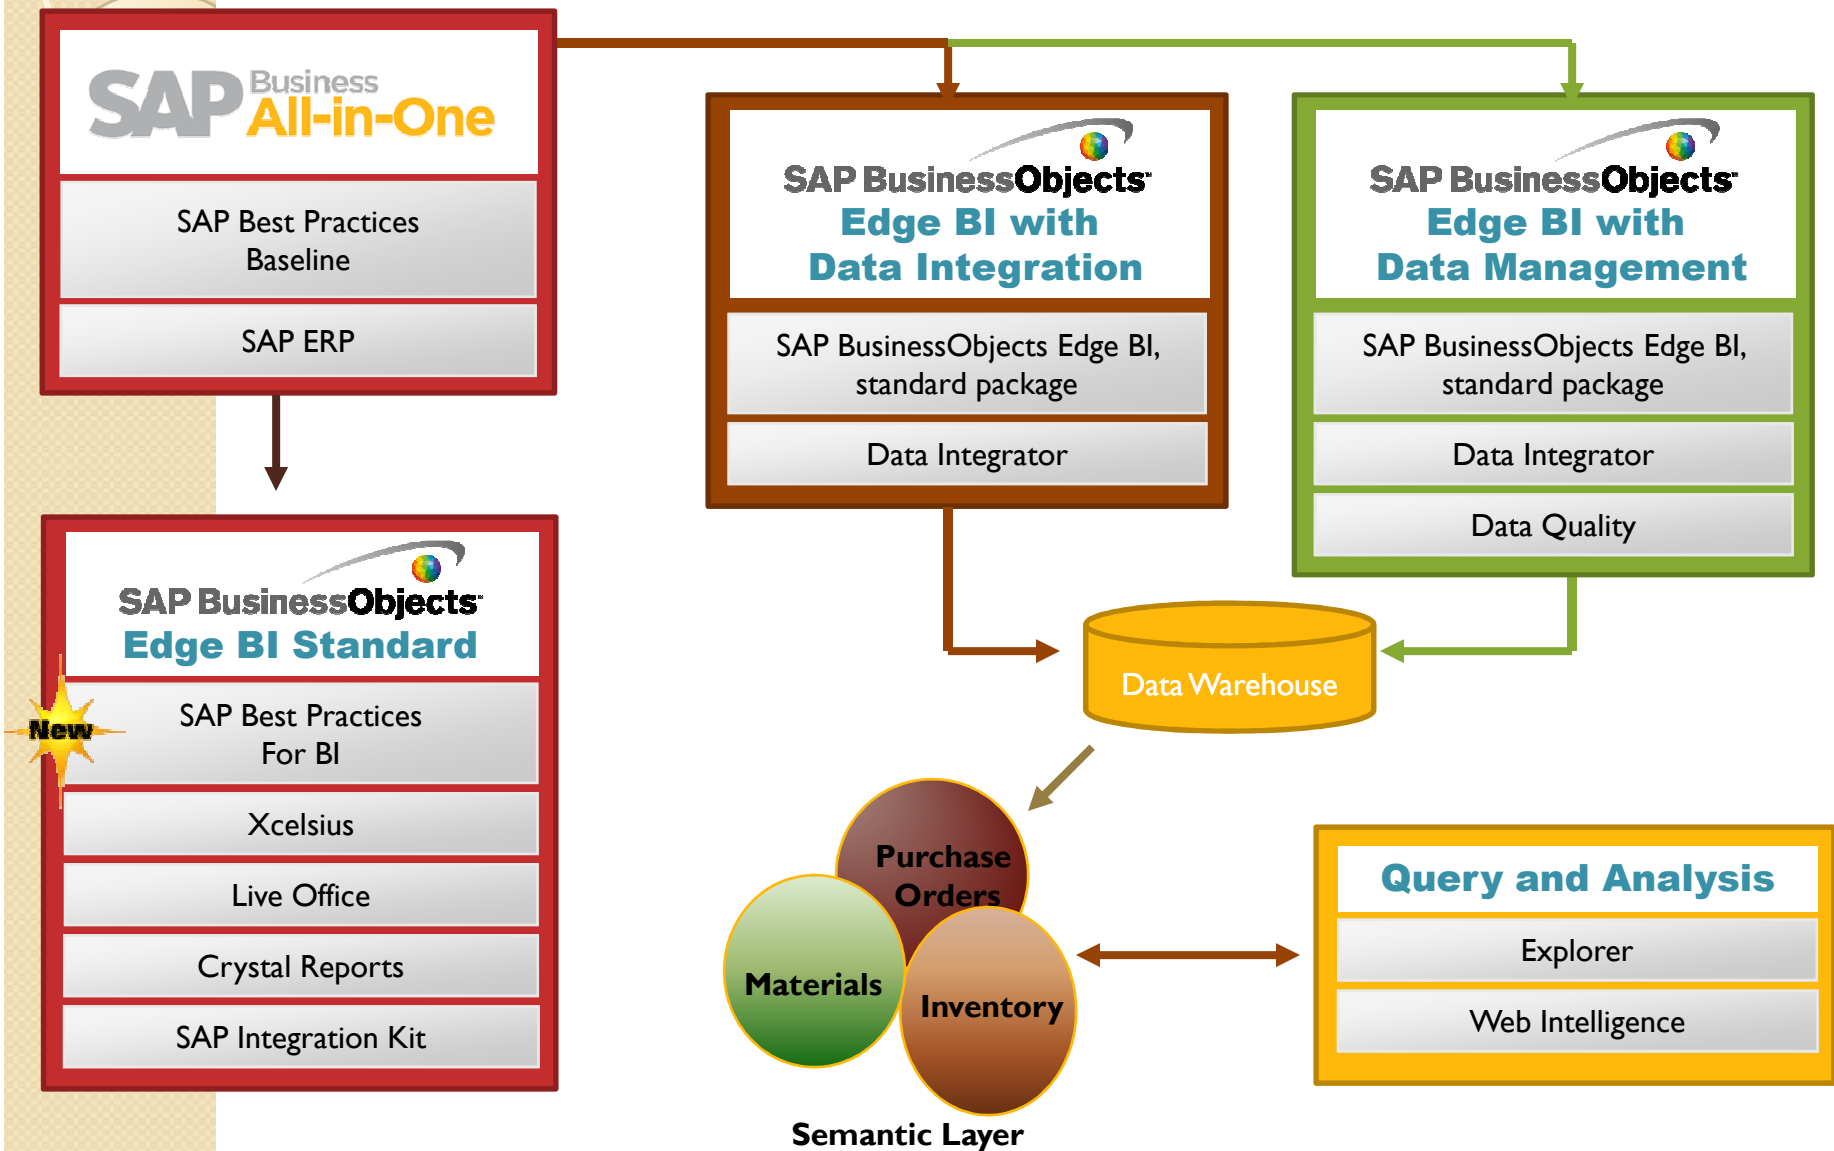 SAP Business
All-in-One
SAP Best Practices
Baseline
SAP ERP
SAP BusinessObjects™
Edge BI Standard
New
SAP Best Practices
For BI
Xcelsius
Live Office
Crystal Reports
SAP Integration Kit
SAP BusinessObjects™
Edge BI with
Data Integration
SAP BusinessObjects Edge BI,
standard package
Data Integrator
SAP BusinessObjects™
Edge BI with
Data Management
SAP BusinessObjects Edge BI,
standard package
Data Integrator
Data Quality
Data Warehouse
Purchase
Orders
Materials
Inventory
Semantic Layer
Query and Analysis
Explorer
Web Intelligence